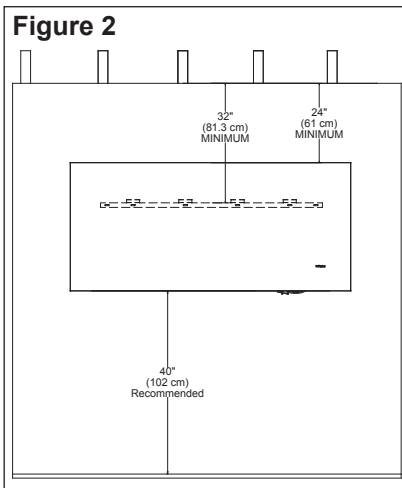 Figure 2
32"
(81.3 cm)
MINIMUM
24"
(61 cm)
MINIMUM
40"
(102 cm)
Recommended